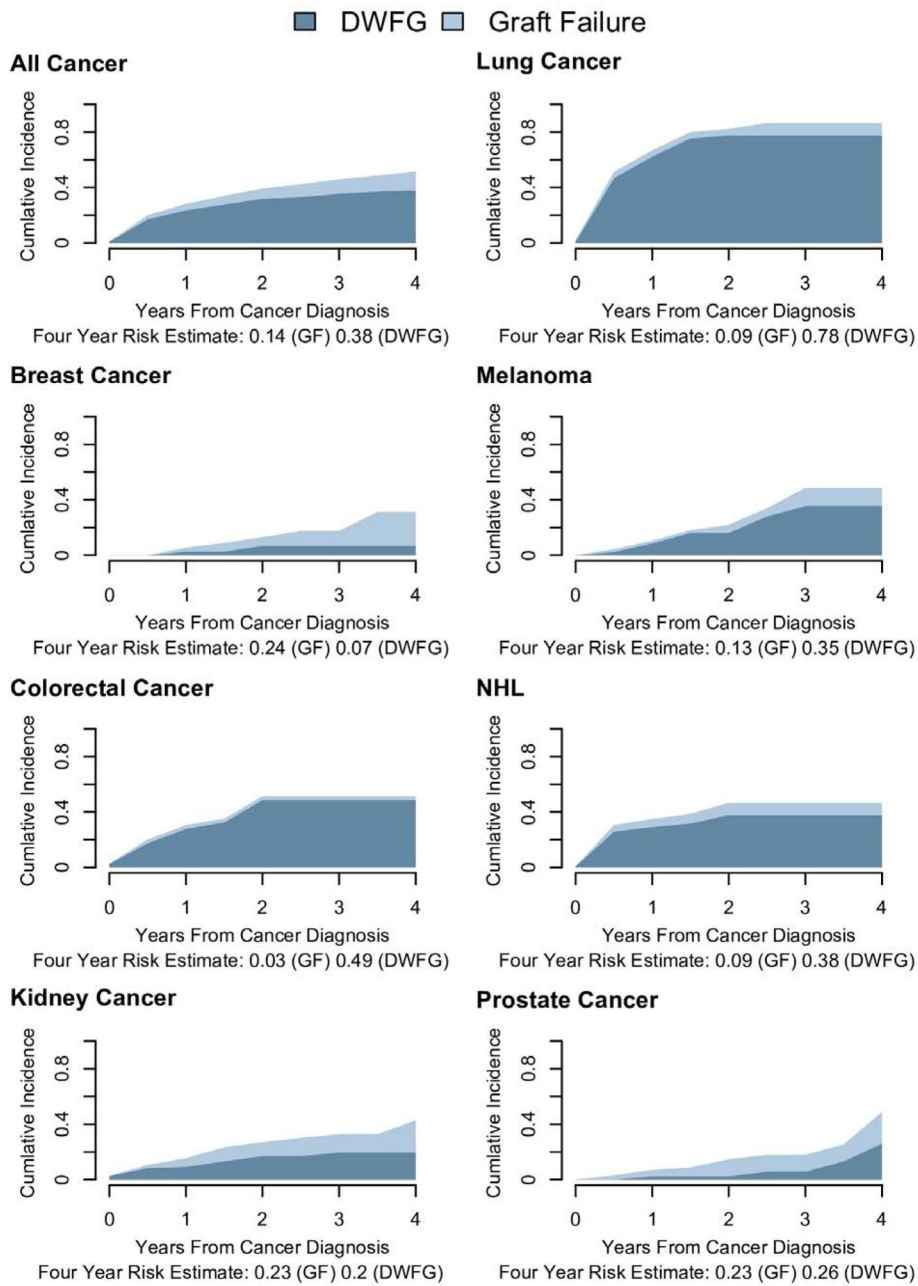 DWFG Graft Failure
All Cancer
Cumlative Incidence
0.8
0.4
0
0 1 2 3 4
Years From Cancer Diagnosis
Four Year Risk Estimate: 0.14 (GF) 0.38 (DWFG)
Lung Cancer
Cumlative Incidence
0.8
0.4
0
0 1 2 3 4
Years From Cancer Diagnosis
Four Year Risk Estimate: 0.09 (GF) 0.78 (DWFG)
Breast Cancer
Cumlative Incidence
0.8
0.4
0
0 1 2 3 4
Years From Cancer Diagnosis
Four Year Risk Estimate: 0.24 (GF) 0.07 (DWFG)
Melanoma
Cumlative Incidence
0.8
0.4
0
0 1 2 3 4
Years From Cancer Diagnosis
Four Year Risk Estimate: 0.13 (GF) 0.35 (DWFG)
Colorectal Cancer
Cumlative Incidence
0.8
0.4
0
0 1 2 3 4
Years From Cancer Diagnosis
Four Year Risk Estimate: 0.03 (GF) 0.49 (DWFG)
NHL
Cumlative Incidence
0.8
0.4
0
0 1 2 3 4
Years From Cancer Diagnosis
Four Year Risk Estimate: 0.09 (GF) 0.38 (DWFG)
Kidney Cancer
Cumlative Incidence
0.8
0.4
0
0 1 2 3 4
Years From Cancer Diagnosis
Four Year Risk Estimate: 0.23 (GF) 0.2 (DWFG)
Prostate Cancer
Cumlative Incidence
0.8
0.4
0
0 1 2 3 4
Years From Cancer Diagnosis
Four Year Risk Estimate: 0.23 (GF) 0.26 (DWFG)